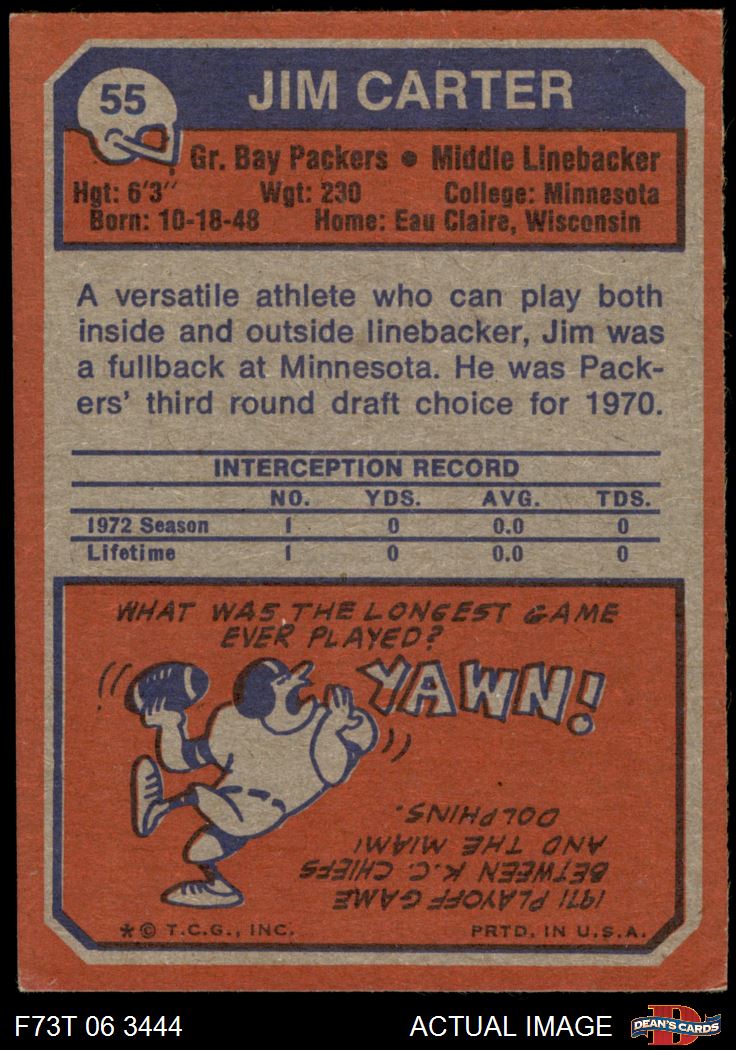 55
JIM CARTER
Gr. Bay Packers • Middle Linebacker
Hgt: 6'3" Wgt: 230 College: Minnesota
Born: 10-18-48 Home: Eau Claire, Wisconsin
A versatile athlete who can play both
inside and outside linebacker, Jim was
a fullback at Minnesota. He was Pack-
ers' third round draft choice for 1970.
INTERCEPTION RECORD
NO. YDS. AVG. TDS.
1972 Season 1 0 0.0 0
Lifetime 1 0 0.0 0
WHAT WAS THE LONGEST GAME
EVER PLAYED?
YAWN!
1971 PLAYOFF GAME
BETWEEN K.C. CHIEFS
AND THE MIAMI
DOLPHINS.
*© T.C.G., INC. PRTD. IN U.S.A.
F73T 06 3444 ACTUAL IMAGE
D
DEAN'S CARDS